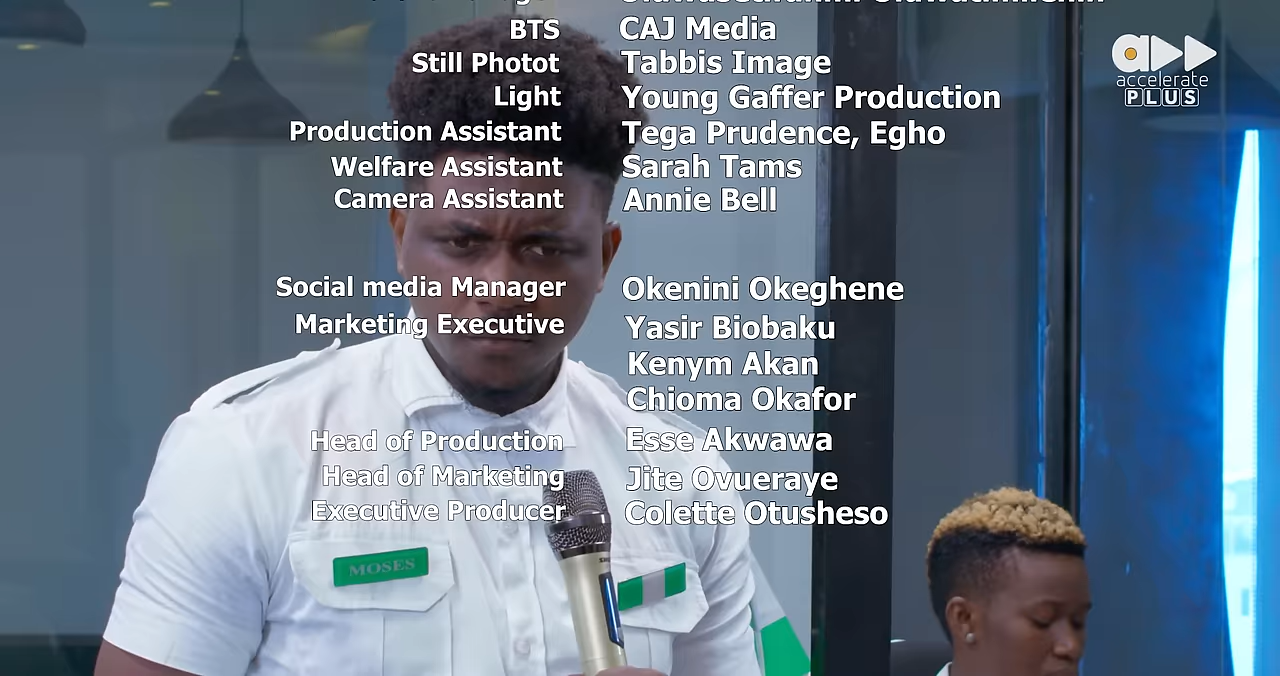 BTS CAJ Media
Still Photot Tabbis Image
Light Young Gaffer Production
Production Assistant Tega Prudence, Egho
Welfare Assistant Sarah Tams
Camera Assistant Annie Bell
Social media Manager Okenini Okeghene
Marketing Executive Yasir Biobaku
Kenym Akan
Chioma Okafor
Head of Production Esse Akwawa
Head of Marketing Jite Ovueraye
Executive Producer Colette Otusheso
accelerate
PLUS
MOSES